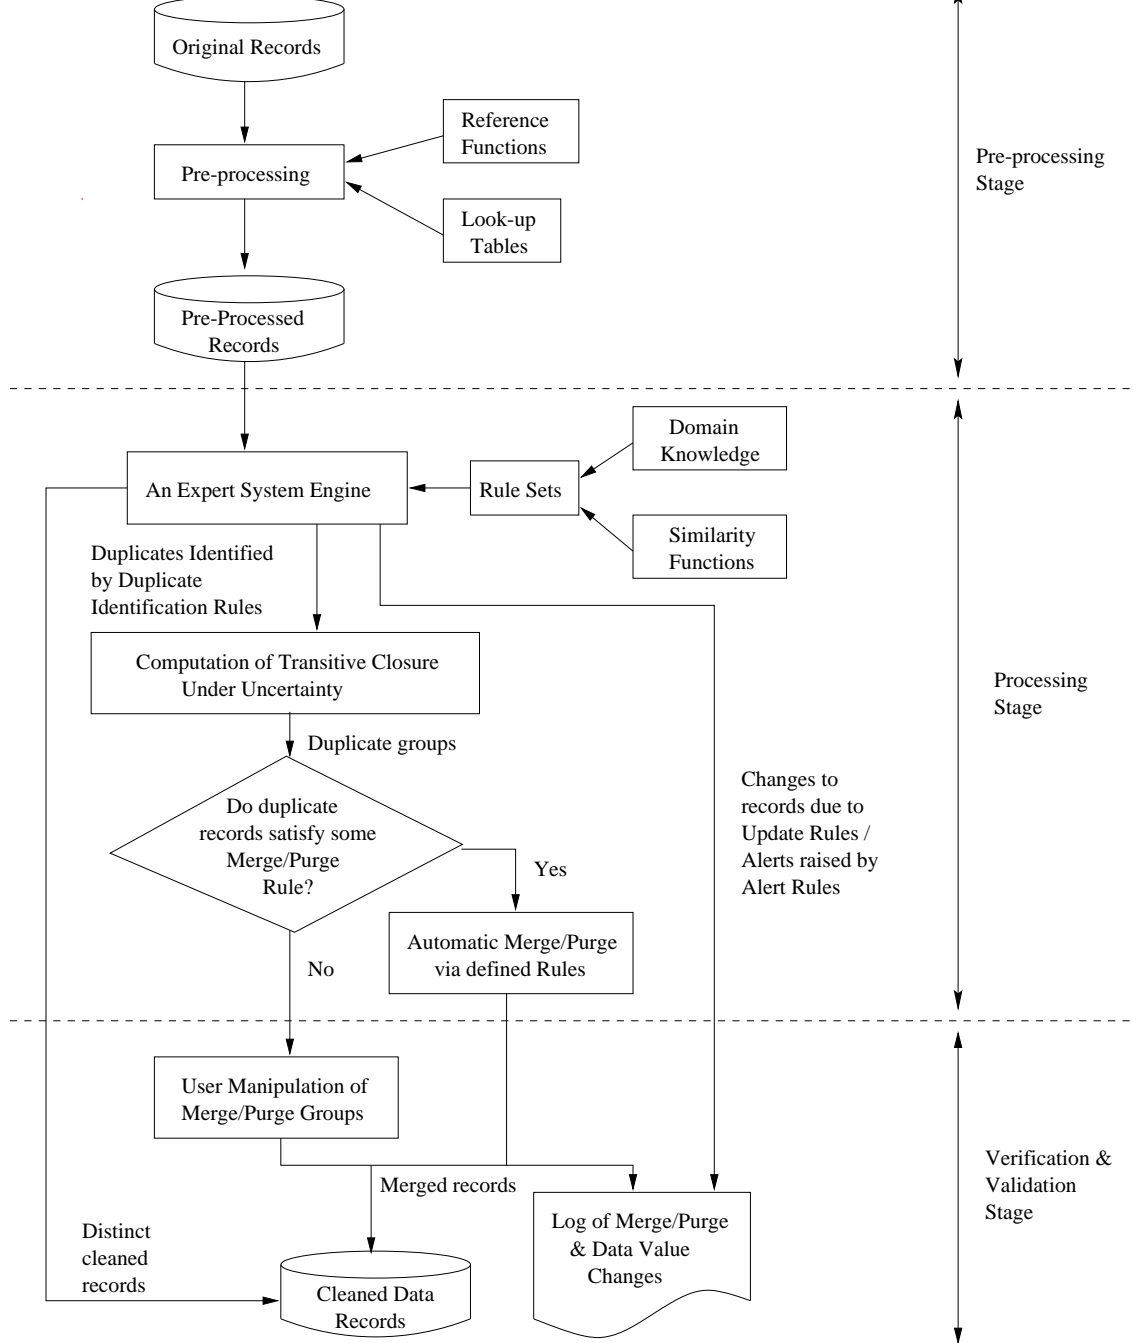 Original Records
Reference
Functions
Pre-processing
Pre-processing
Stage
Look-up
Tables
Pre-Processed
Records
Domain
Knowledge
An Expert System Engine
Rule Sets
Similarity
Functions
Duplicates Identified
by Duplicate
Identification Rules
Computation of Transitive Closure
Under Uncertainty
Processing
Stage
Duplicate groups
Do duplicate
records satisfy some
Merge/Purge
Rule?
Yes
Changes to
records due to
Update Rules /
Alerts raised by
Alert Rules
Automatic Merge/Purge
via defined Rules
No
User Manipulation of
Merge/Purge Groups
Verification &
Validation
Stage
Merged records
Log of Merge/Purge
& Data Value
Changes
Distinct
cleaned
records
Cleaned Data
Records